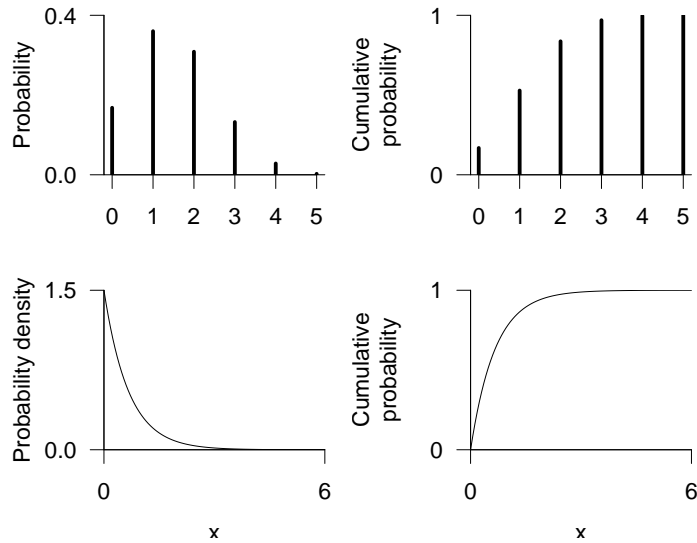 0.4
Probability
0.0
0 1 2 3 4 5
1
Cumulative
probability
0
0 1 2 3 4 5
1.5
Probability density
0.0
0 6
x
1
Cumulative
probability
0
0 6
x